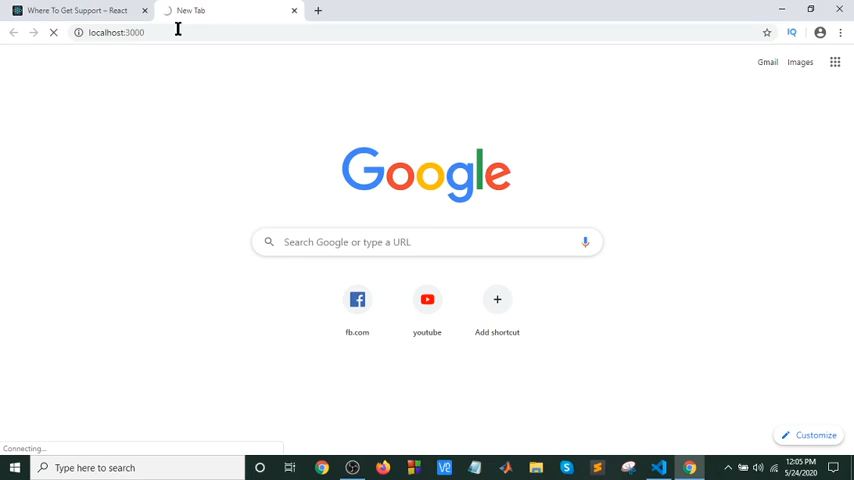 Where To Get Support – React
New Tab
localhost:3000
IQ
Gmail Images
Google
Search Google or type a URL
fb.com youtube Add shortcut
Customize
Connecting...
Type here to search
12:05 PM
5/24/2020